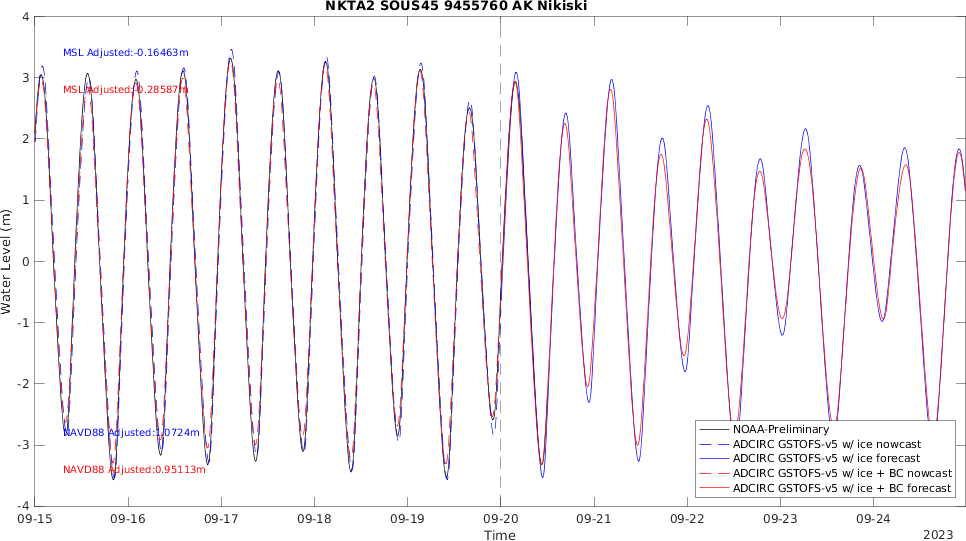 NKTA2 SOUS45 9455760 AK Nikiski
MSL Adjusted:-0.16463m
MSL Adjusted:-0.28587m
NAVD88 Adjusted:1.0724m
NAVD88 Adjusted:0.95113m
Water Level (m)
4
3
2
1
0
-1
-2
-3
-4
09-15
09-16
09-17
09-18
09-19
09-20
09-21
09-22
09-23
09-24
Time
2023
NOAA-Preliminary
ADCIRC GSTOFS-v5 w/ ice nowcast
ADCIRC GSTOFS-v5 w/ ice forecast
ADCIRC GSTOFS-v5 w/ ice + BC nowcast
ADCIRC GSTOFS-v5 w/ ice + BC forecast